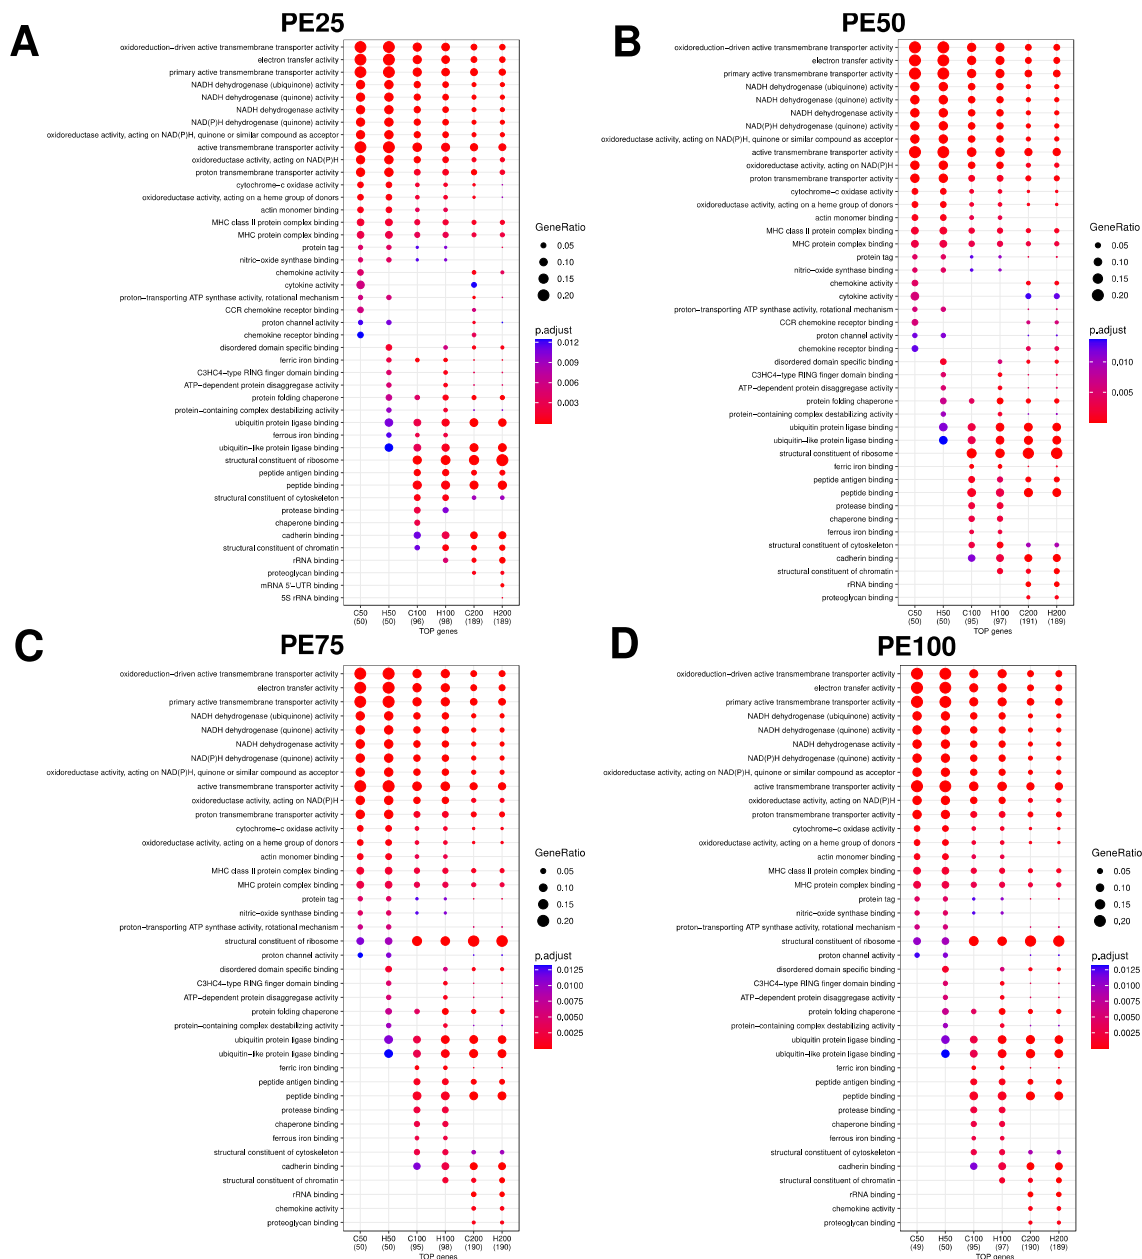 A
PE25
oxidoreduction−driven active transmembrane transporter activity
electron transfer activity
primary active transmembrane transporter activity
NADH dehydrogenase (ubiquinone) activity
NADH dehydrogenase (quinone) activity
NADH dehydrogenase activity
NAD(P)H dehydrogenase (quinone) activity
oxidoreductase activity, acting on NAD(P)H, quinone or similar compound as acceptor
active transmembrane transporter activity
oxidoreductase activity, acting on NAD(P)H
proton transmembrane transporter activity
cytochrome−c oxidase activity
oxidoreductase activity, acting on a heme group of donors
actin monomer binding
MHC class II protein complex binding
MHC protein complex binding
protein tag
nitric−oxide synthase binding
chemokine activity
cytokine activity
proton−transporting ATP synthase activity, rotational mechanism
CCR chemokine receptor binding
proton channel activity
chemokine receptor binding
disordered domain specific binding
ferric iron binding
C3HC4−type RING finger domain binding
ATP−dependent protein disaggregase activity
protein folding chaperone
protein−containing complex destabilizing activity
ubiquitin protein ligase binding
ferrous iron binding
ubiquitin−like protein ligase binding
structural constituent of ribosome
peptide antigen binding
peptide binding
structural constituent of cytoskeleton
protease binding
chaperone binding
cadherin binding
structural constituent of chromatin
rRNA binding
proteoglycan binding
mRNA 5'−UTR binding
5S rRNA binding
C50 H50 C100 H100 C200 H200
(50) (50) (96) (98) (189) (189)
TOP genes
GeneRatio
0.05
0.10
0.15
0.20
p.adjust
0.012
0.009
0.006
0.003
B
PE50
oxidoreduction−driven active transmembrane transporter activity
electron transfer activity
primary active transmembrane transporter activity
NADH dehydrogenase (ubiquinone) activity
NADH dehydrogenase (quinone) activity
NADH dehydrogenase activity
NAD(P)H dehydrogenase (quinone) activity
oxidoreductase activity, acting on NAD(P)H, quinone or similar compound as acceptor
active transmembrane transporter activity
oxidoreductase activity, acting on NAD(P)H
proton transmembrane transporter activity
cytochrome−c oxidase activity
oxidoreductase activity, acting on a heme group of donors
actin monomer binding
MHC class II protein complex binding
MHC protein complex binding
protein tag
nitric−oxide synthase binding
chemokine activity
cytokine activity
proton−transporting ATP synthase activity, rotational mechanism
CCR chemokine receptor binding
proton channel activity
chemokine receptor binding
disordered domain specific binding
C3HC4−type RING finger domain binding
ATP−dependent protein disaggregase activity
protein folding chaperone
protein−containing complex destabilizing activity
ubiquitin protein ligase binding
ubiquitin−like protein ligase binding
structural constituent of ribosome
ferric iron binding
peptide antigen binding
peptide binding
protease binding
chaperone binding
ferrous iron binding
structural constituent of cytoskeleton
cadherin binding
structural constituent of chromatin
rRNA binding
proteoglycan binding
C50 H50 C100 H100 C200 H200
(50) (50) (95) (97) (191) (189)
TOP genes
GeneRatio
0.05
0.10
0.15
0.20
p.adjust
0.010
0.005
C
PE75
oxidoreduction−driven active transmembrane transporter activity
electron transfer activity
primary active transmembrane transporter activity
NADH dehydrogenase (ubiquinone) activity
NADH dehydrogenase (quinone) activity
NADH dehydrogenase activity
NAD(P)H dehydrogenase (quinone) activity
oxidoreductase activity, acting on NAD(P)H, quinone or similar compound as acceptor
active transmembrane transporter activity
oxidoreductase activity, acting on NAD(P)H
proton transmembrane transporter activity
cytochrome−c oxidase activity
oxidoreductase activity, acting on a heme group of donors
actin monomer binding
MHC class II protein complex binding
MHC protein complex binding
protein tag
nitric−oxide synthase binding
proton−transporting ATP synthase activity, rotational mechanism
structural constituent of ribosome
proton channel activity
disordered domain specific binding
C3HC4−type RING finger domain binding
ATP−dependent protein disaggregase activity
protein folding chaperone
protein−containing complex destabilizing activity
ubiquitin protein ligase binding
ubiquitin−like protein ligase binding
ferric iron binding
peptide antigen binding
peptide binding
protease binding
chaperone binding
ferrous iron binding
structural constituent of cytoskeleton
cadherin binding
structural constituent of chromatin
rRNA binding
chemokine activity
proteoglycan binding
C50 H50 C100 H100 C200 H200
(50) (50) (95) (98) (190) (190)
TOP genes
GeneRatio
0.05
0.10
0.15
0.20
p.adjust
0.0125
0.0100
0.0075
0.0050
0.0025
D
PE100
oxidoreduction−driven active transmembrane transporter activity
electron transfer activity
primary active transmembrane transporter activity
NADH dehydrogenase (ubiquinone) activity
NADH dehydrogenase (quinone) activity
NADH dehydrogenase activity
NAD(P)H dehydrogenase (quinone) activity
oxidoreductase activity, acting on NAD(P)H, quinone or similar compound as acceptor
active transmembrane transporter activity
oxidoreductase activity, acting on NAD(P)H
proton transmembrane transporter activity
cytochrome−c oxidase activity
oxidoreductase activity, acting on a heme group of donors
actin monomer binding
MHC class II protein complex binding
MHC protein complex binding
protein tag
nitric−oxide synthase binding
proton−transporting ATP synthase activity, rotational mechanism
structural constituent of ribosome
proton channel activity
disordered domain specific binding
C3HC4−type RING finger domain binding
ATP−dependent protein disaggregase activity
protein folding chaperone
protein−containing complex destabilizing activity
ubiquitin protein ligase binding
ubiquitin−like protein ligase binding
ferric iron binding
peptide antigen binding
peptide binding
protease binding
chaperone binding
ferrous iron binding
structural constituent of cytoskeleton
cadherin binding
structural constituent of chromatin
rRNA binding
chemokine activity
proteoglycan binding
C50 H50 C100 H100 C200 H200
(49) (50) (95) (97) (190) (189)
TOP genes
GeneRatio
0.05
0.10
0.15
0.20
p.adjust
0.0125
0.0100
0.0075
0.0050
0.0025